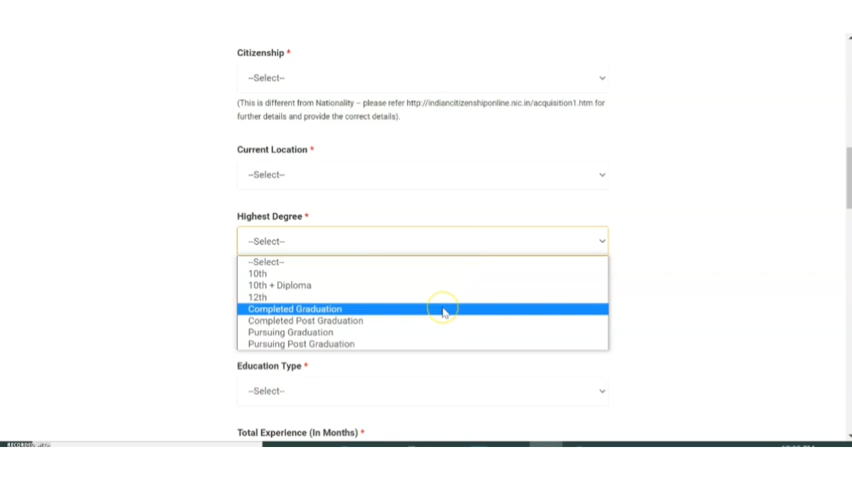 Citizenship *
--Select--
(This is different from Nationality – please refer http://indiancitizenshiponline.nic.in/acquisition1.htm for
further details and provide the correct details).
Current Location *
--Select--
Highest Degree *
--Select--
--Select--
10th
10th + Diploma
12th
Completed Graduation
Completed Post Graduation
Pursuing Graduation
Pursuing Post Graduation
Education Type *
--Select--
Total Experience (In Months) *
RECORDED WITH